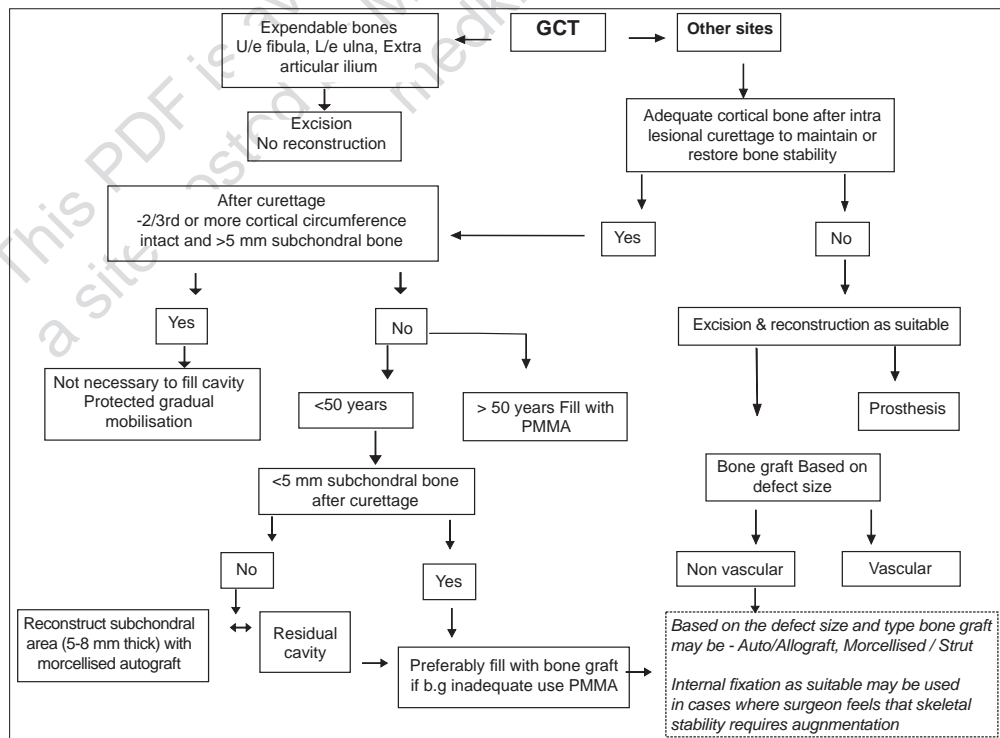 Expendable bones
U/e fibula, L/e ulna, Extra
articular ilium
GCT
Other sites
Excision
No reconstruction
Adequate cortical bone after intra
lesional curettage to maintain or
restore bone stability
After curettage
-2/3rd or more cortical circumference
intact and >5 mm subchondral bone
Yes
No
Yes
No
Excision & reconstruction as suitable
Not necessary to fill cavity
Protected gradual
mobilisation
<50 years
> 50 years Fill with
PMMA
Prosthesis
Bone graft Based on
defect size
<5 mm subchondral bone
after curettage
No
Yes
Non vascular
Vascular
Reconstruct subchondral
area (5-8 mm thick) with
morcellised autograft
Residual
cavity
Preferably fill with bone graft
if b.g inadequate use PMMA
Based on the defect size and type bone graft
may be - Auto/Allograft, Morcellised / Strut
Internal fixation as suitable may be used
in cases where surgeon feels that skeletal
stability requires augnmentation
This PDF is
a site